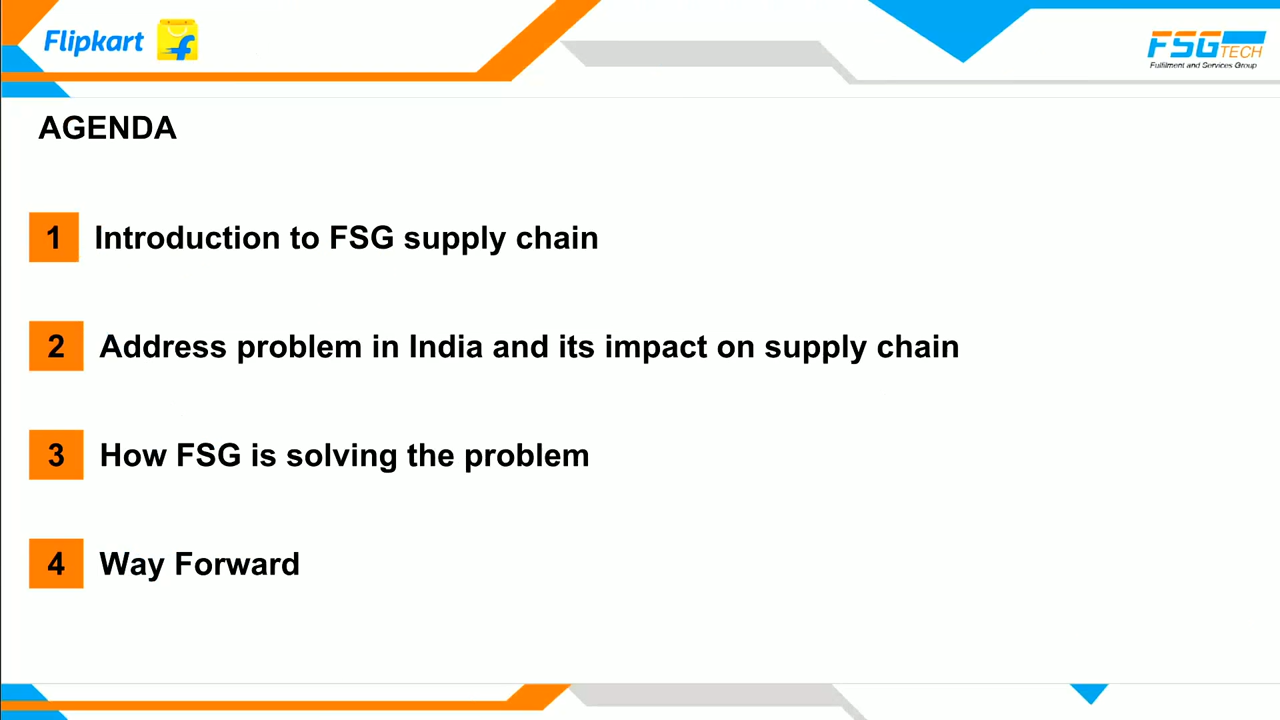 Flipkart
FSG TECH
Fulfilment and Services Group
AGENDA
1 Introduction to FSG supply chain
2 Address problem in India and its impact on supply chain
3 How FSG is solving the problem
4 Way Forward